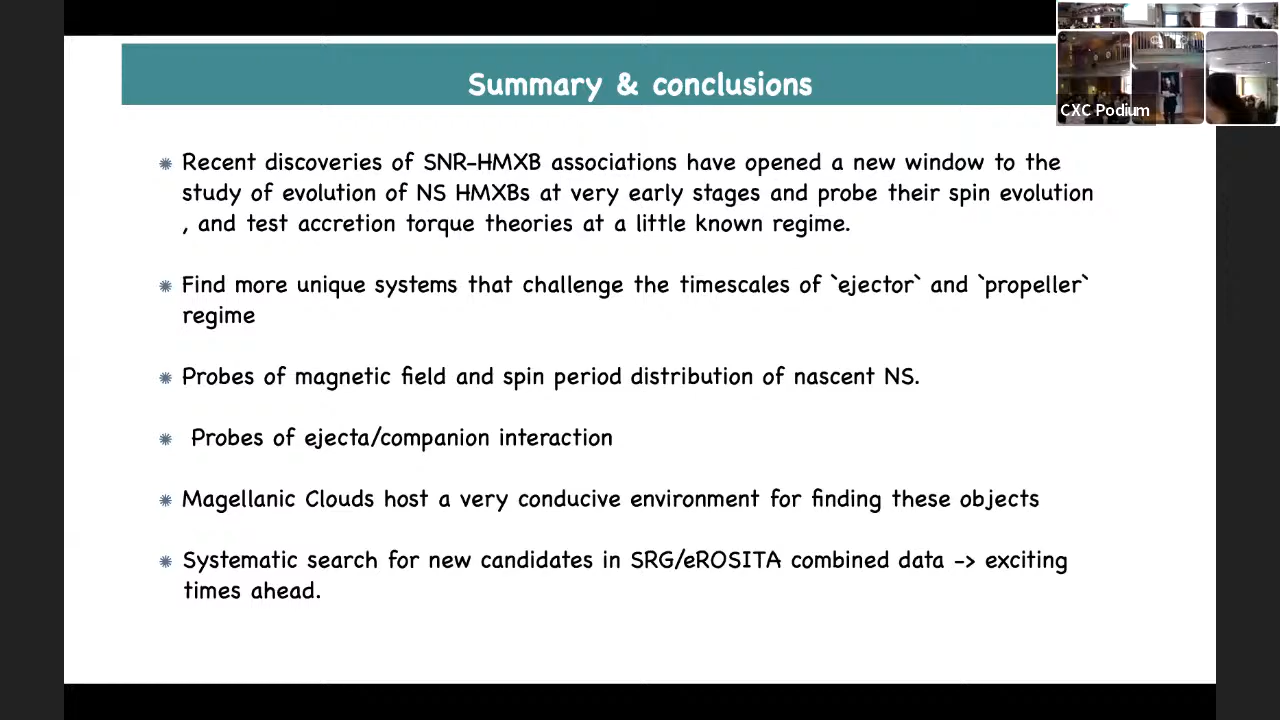 Summary & conclusions
CXC Podium
Recent discoveries of SNR-HMXB associations have opened a new window to the
study of evolution of NS HMXBs at very early stages and probe their spin evolution
, and test accretion torque theories at a little known regime.
Find more unique systems that challenge the timescales of `ejector` and `propeller`
regime
Probes of magnetic field and spin period distribution of nascent NS.
Probes of ejecta/companion interaction
Magellanic Clouds host a very conducive environment for finding these objects
Systematic search for new candidates in SRG/eROSITA combined data -> exciting
times ahead.